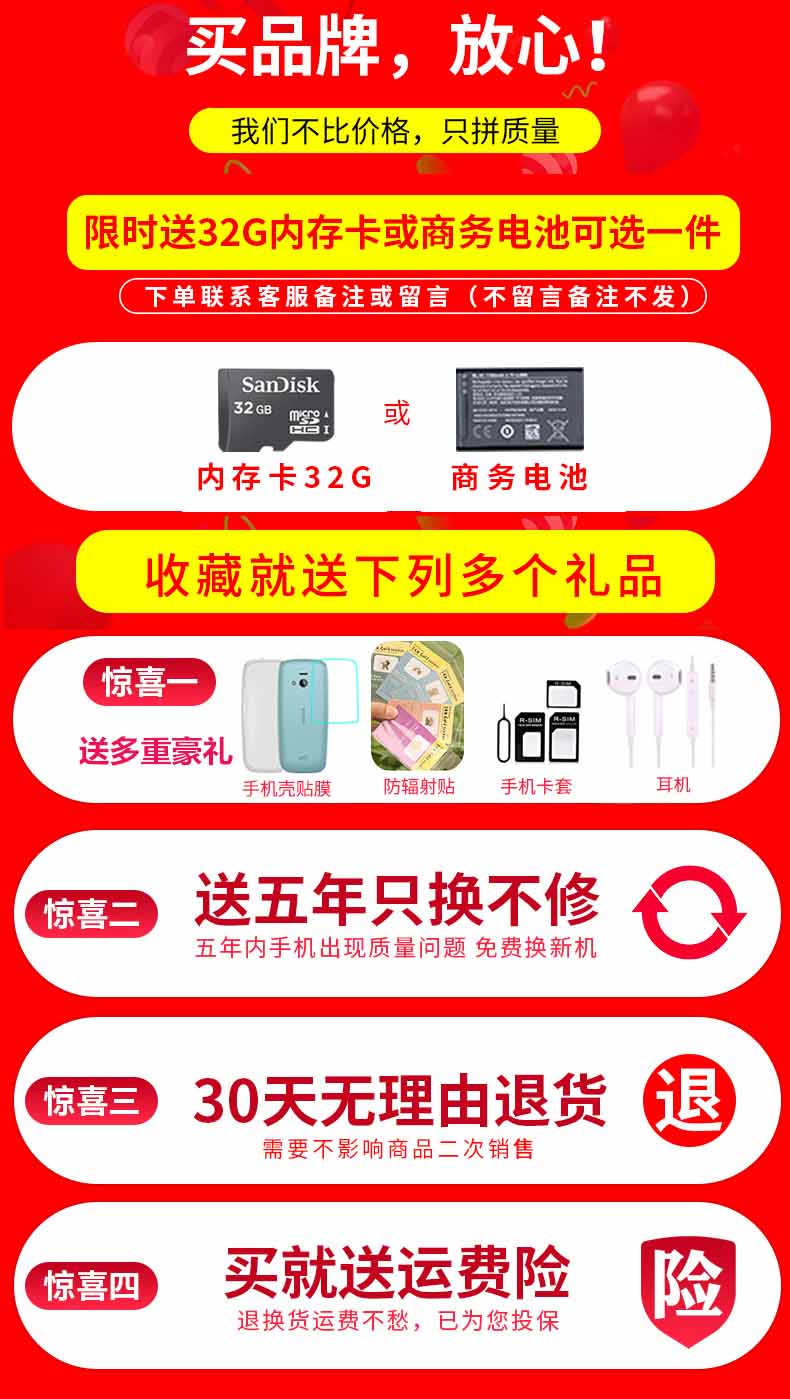 买品牌，放心！
我们不比价格，只拼质量
限时送32G内存卡或商务电池可选一件
下单联系客服备注或留言（不留言备注不发）
SanDisk
32 GB
micro
SD
HC I
或
内存卡32G
商务电池
收藏就送下列多个礼品
惊喜一
送多重豪礼
手机壳贴膜
防辐射贴
R-SIM
R-SIM
R-SIM
手机卡套
耳机
惊喜二
送五年只换不修
五年内手机出现质量问题 免费换新机
惊喜三
30天无理由退货
需要不影响商品二次销售
退
惊喜四
买就送运费险
退换货运费不愁，已为您投保
险